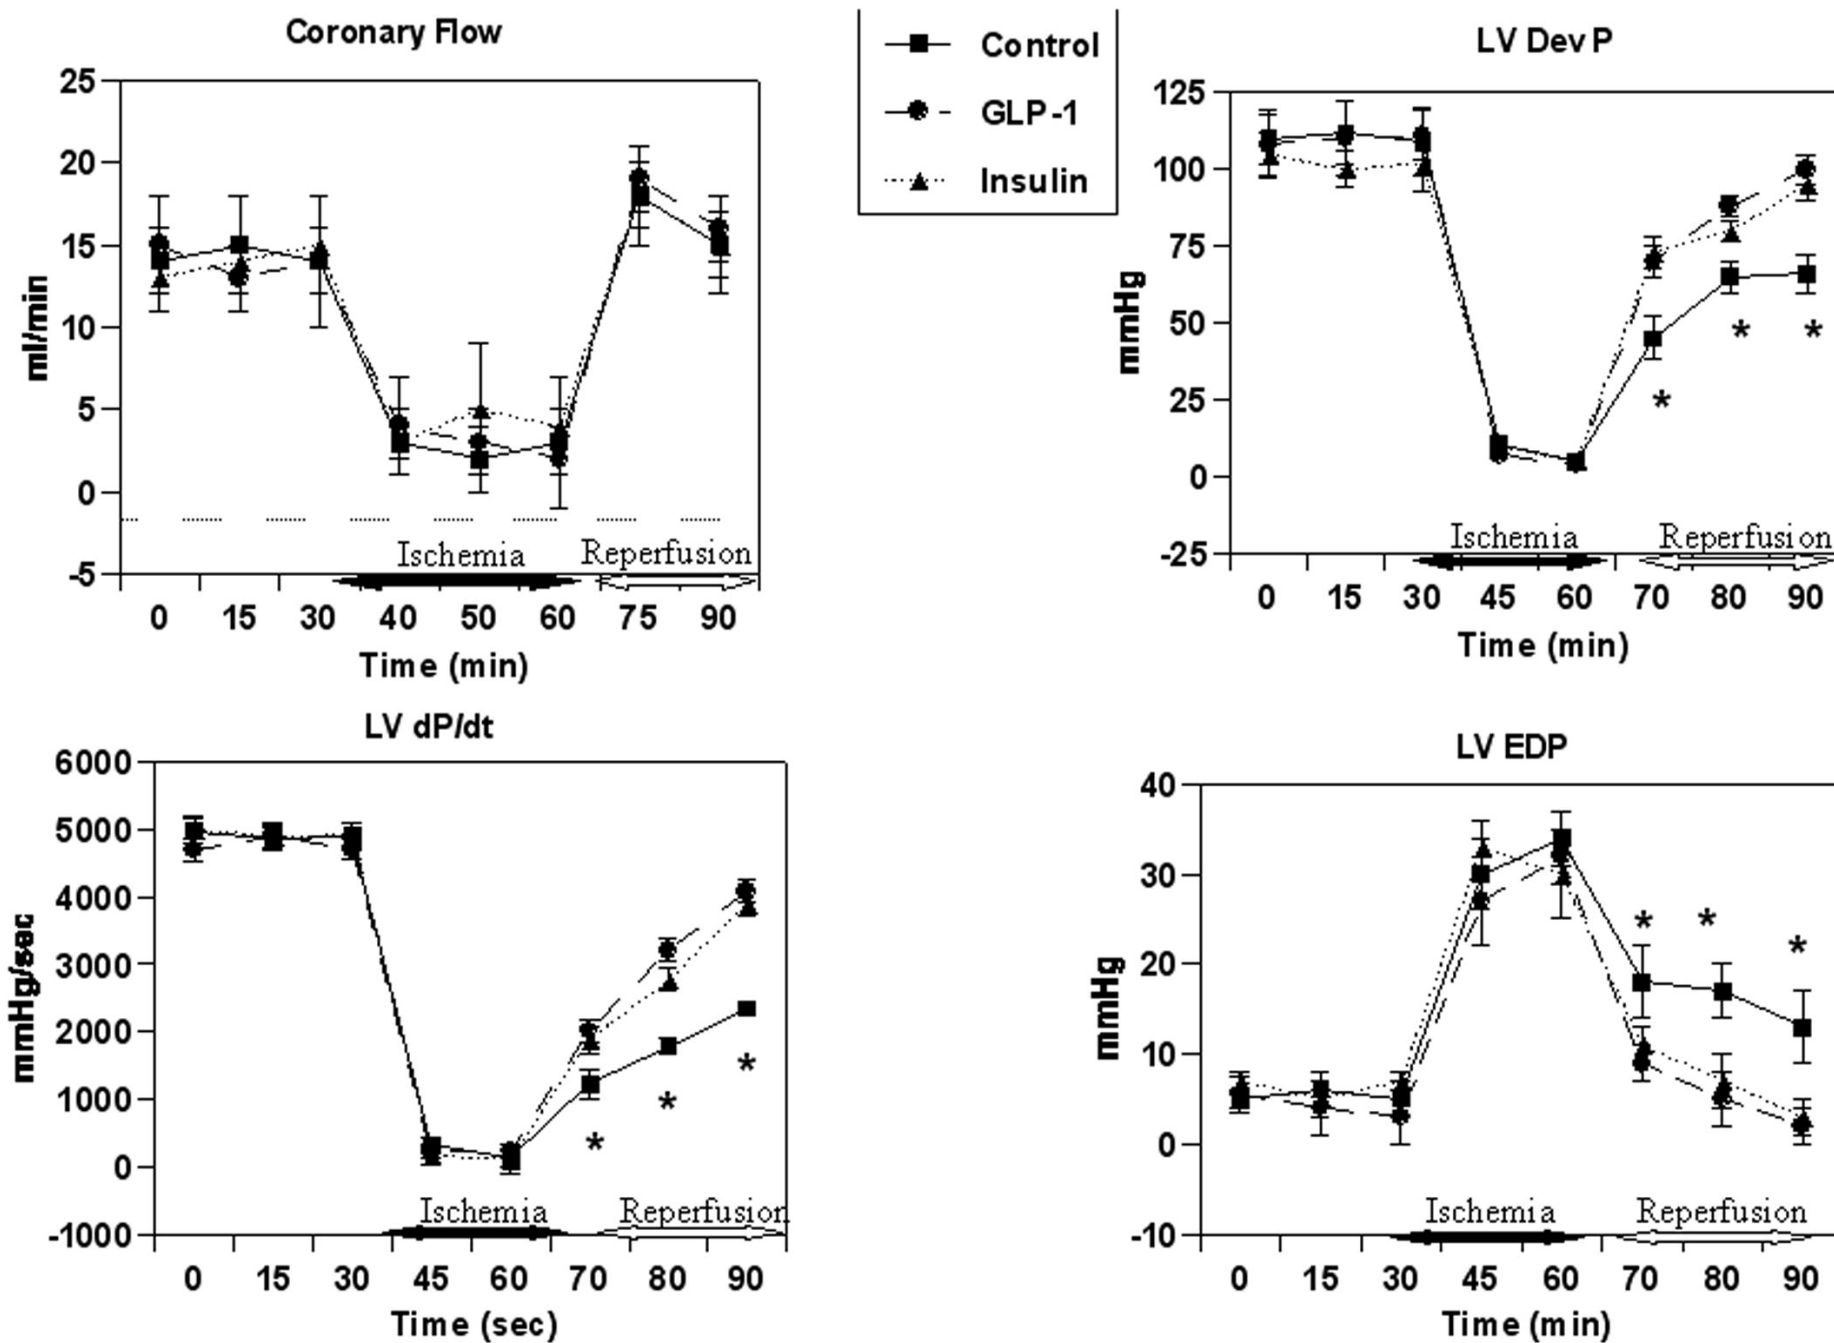 Coronary Flow
25
20
15
10
5
0
-5
ml/min
Ischemia
Reperfusion
0 15 30 40 50 60 75 90
Time (min)
Control
GLP-1
Insulin
LV Dev P
125
100
75
50
25
0
-25
mmHg
* * *
Ischemia
Reperfusion
0 15 30 45 60 70 80 90
Time (min)
LV dP/dt
6000
5000
4000
3000
2000
1000
0
-1000
mmHg/sec
* * *
Ischemia
Reperfusion
0 15 30 45 60 70 80 90
Time (sec)
LV EDP
40
30
20
10
0
-10
mmHg
* * *
Ischemia
Reperfusion
0 15 30 45 60 70 80 90
Time (min)